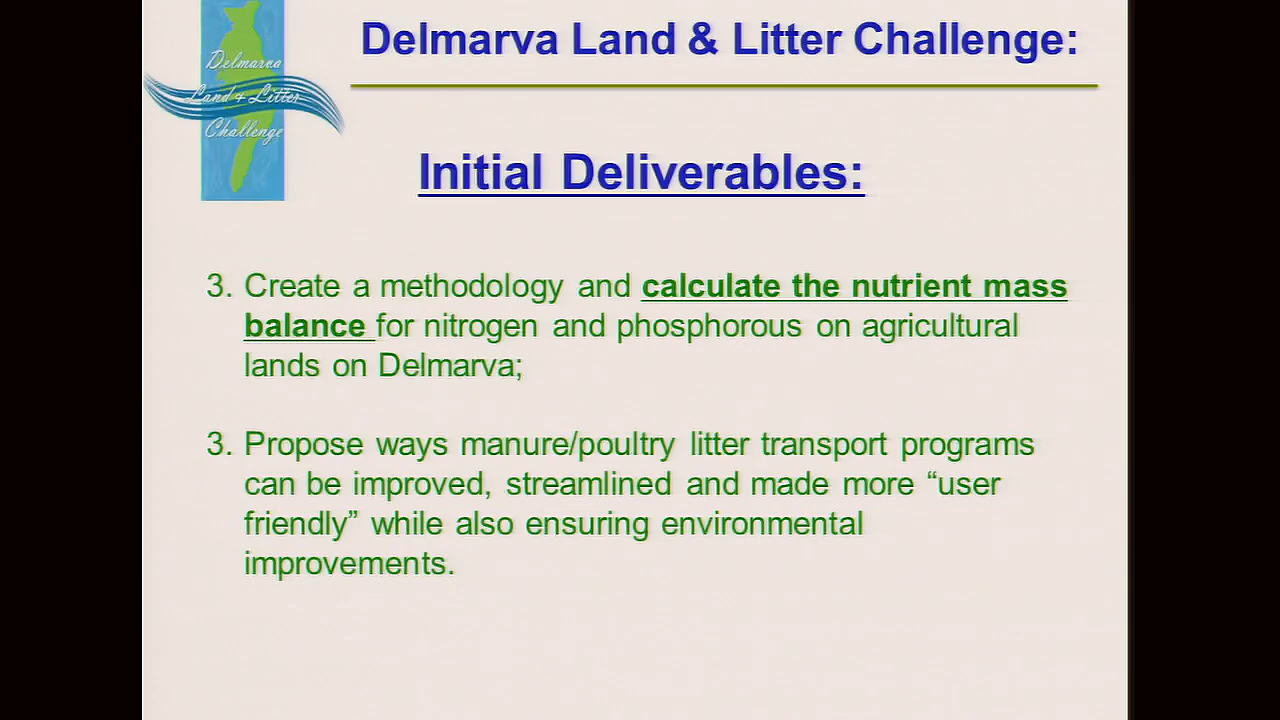 Delmarva Land & Litter Challenge:
Delmarva
Land & Litter
Challenge
Initial Deliverables:
3. Create a methodology and calculate the nutrient mass
balance for nitrogen and phosphorous on agricultural
lands on Delmarva;
3. Propose ways manure/poultry litter transport programs
can be improved, streamlined and made more “user
friendly” while also ensuring environmental
improvements.